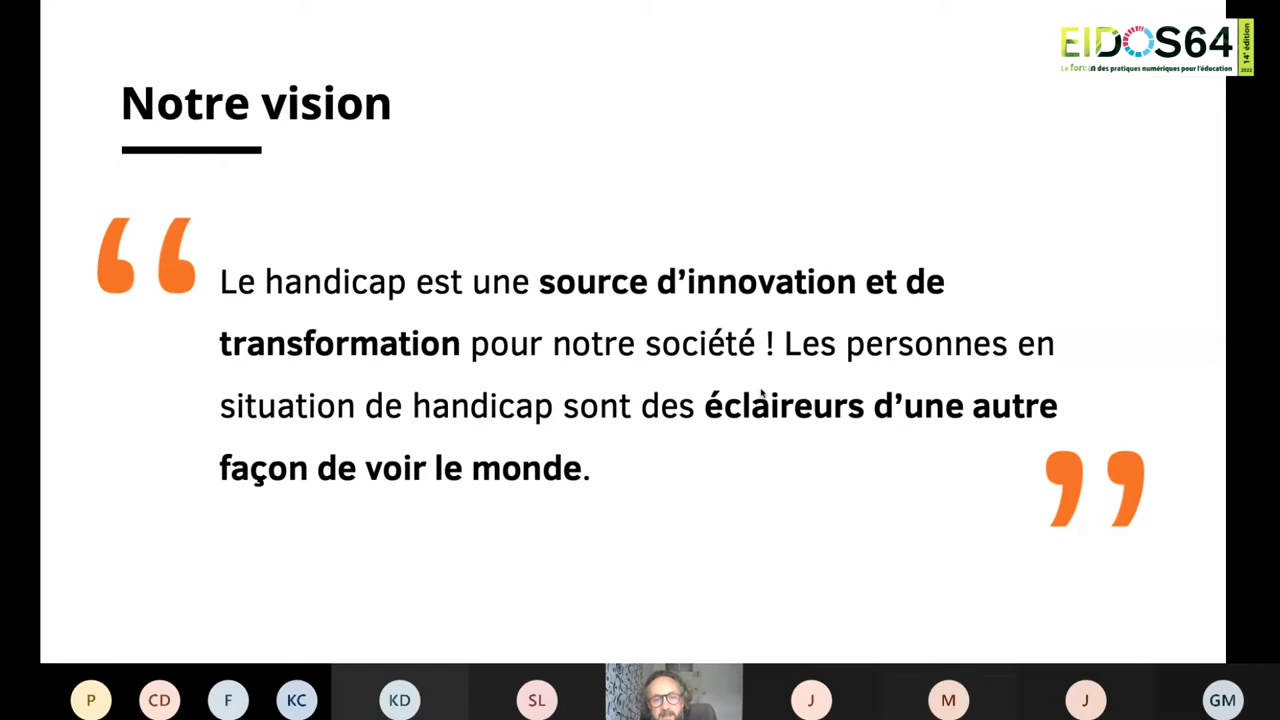 EIDOS64
Le forum des pratiques numériques pour l'éducation
14e édition
2022
Notre vision
“
Le handicap est une source d’innovation et de
transformation pour notre société ! Les personnes en
situation de handicap sont des éclaireurs d’une autre
façon de voir le monde.
”
P
CD
F
KC
KD
SL
J
M
J
GM